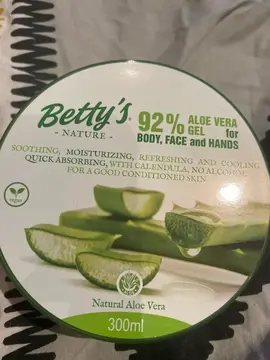 Betty's
- NATURE -
92% ALOE VERA
GEL for
BODY, FACE and HANDS
SOOTHING, MOISTURIZING, REFRESHING AND COOLING
QUICK ABSORBING, WITH CALENDULA, NO ALCOHOL
FOR A GOOD CONDITIONED SKIN
vegan
Natural Aloe Vera
300ml